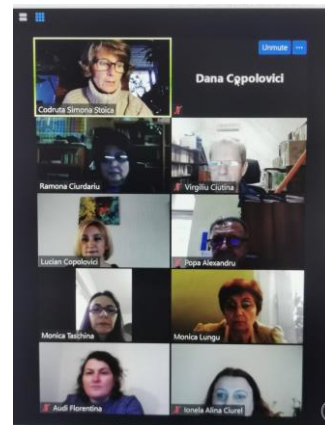 Unmute ...
Dana Copolovici
Codruta Simona Stoica
Ramona Ciurdariu
Virgiliu Ciutina
Lucian Copolovici
Popa Alexandru
Monica Taschina
Monica Lungu
Audi Florentina
Ionela Alina Ciurel